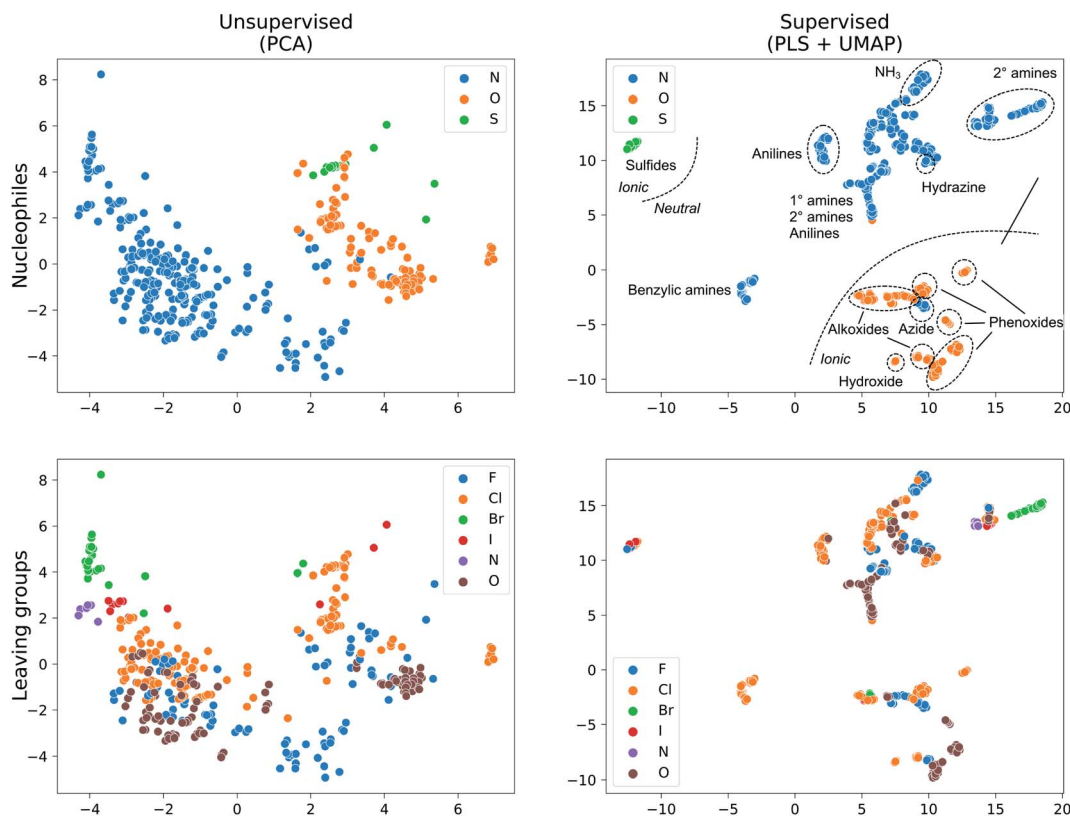 Unsupervised
(PCA)
Supervised
(PLS + UMAP)
Nucleophiles
8
6
4
2
0
−2
−4
−4
−2
0
2
4
6
N
O
S
15
10
5
0
−5
−10
−10
−5
0
5
10
15
20
N
O
S
NH3
2° amines
Anilines
Sulfides
Ionic
Neutral
Hydrazine
1° amines
2° amines
Anilines
Benzylic amines
Alkoxides
Azide
Phenoxides
Ionic
Hydroxide
Leaving groups
8
6
4
2
0
−2
−4
−4
−2
0
2
4
6
F
Cl
Br
I
N
O
15
10
5
0
−5
−10
−10
−5
0
5
10
15
20
F
Cl
Br
I
N
O